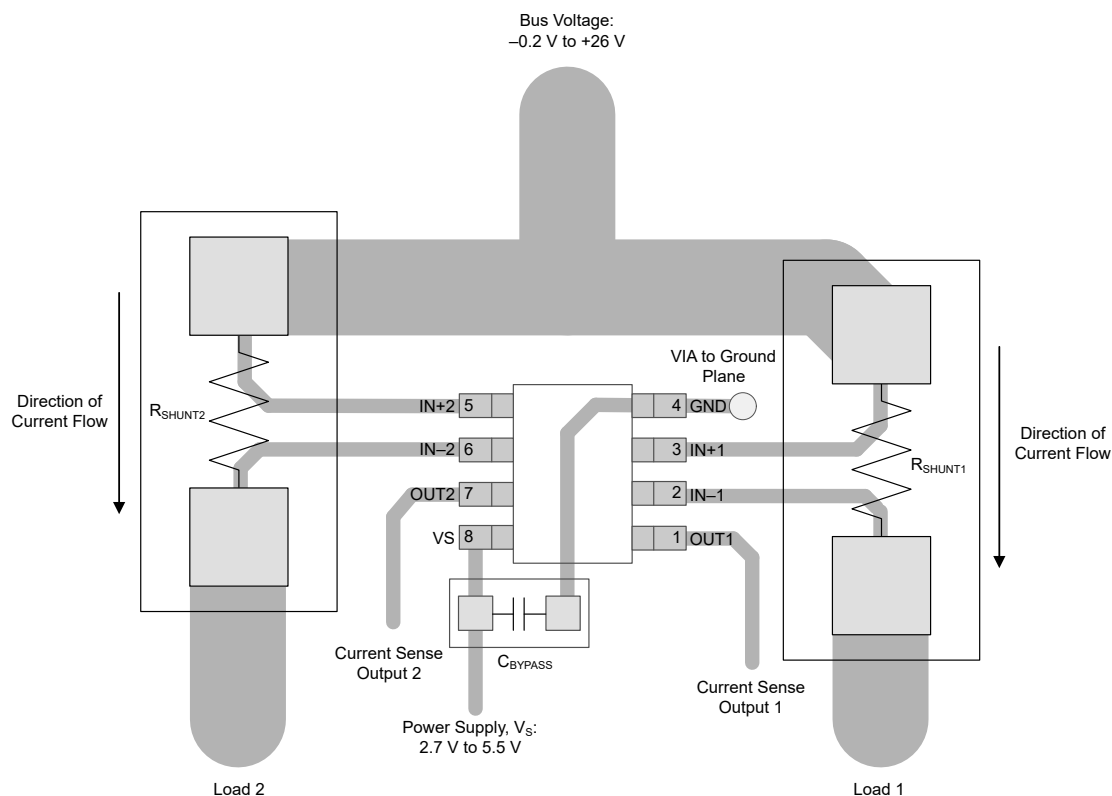 Bus Voltage:
–0.2 V to +26 V
VIA to Ground
Plane
Direction of
Current Flow
RSHUNT2
IN+2 5
4 GND
IN–2 6
3 IN+1
Direction of
Current Flow
RSHUNT1
OUT2 7
2 IN–1
VS 8
1 OUT1
Current Sense
Output 2
CBYPASS
Current Sense
Output 1
Power Supply, VS:
2.7 V to 5.5 V
Load 2
Load 1